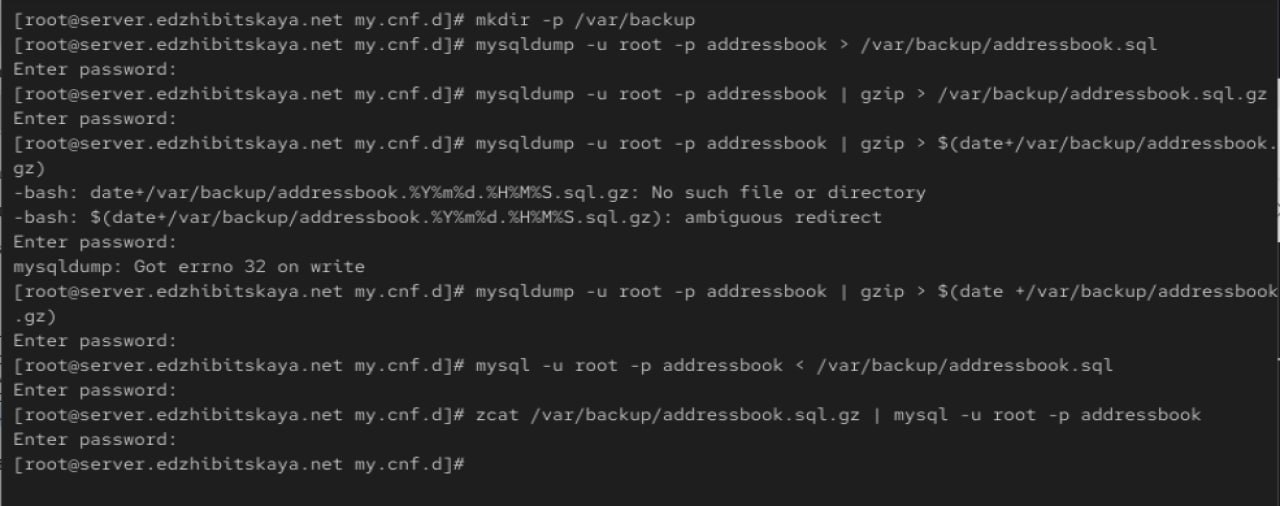 [root@server.edzhibitskaya.net my.cnf.d]# mkdir -p /var/backup
[root@server.edzhibitskaya.net my.cnf.d]# mysqldump -u root -p addressbook > /var/backup/addressbook.sql
Enter password:
[root@server.edzhibitskaya.net my.cnf.d]# mysqldump -u root -p addressbook | gzip > /var/backup/addressbook.sql.gz
Enter password:
[root@server.edzhibitskaya.net my.cnf.d]# mysqldump -u root -p addressbook | gzip > $(date+/var/backup/addressbook.
gz)
-bash: date+/var/backup/addressbook.%Y%m%d.%H%M%S.sql.gz: No such file or directory
-bash: $(date+/var/backup/addressbook.%Y%m%d.%H%M%S.sql.gz): ambiguous redirect
Enter password:
mysqldump: Got errno 32 on write
[root@server.edzhibitskaya.net my.cnf.d]# mysqldump -u root -p addressbook | gzip > $(date +/var/backup/addressbook
.gz)
Enter password:
[root@server.edzhibitskaya.net my.cnf.d]# mysql -u root -p addressbook < /var/backup/addressbook.sql
Enter password:
[root@server.edzhibitskaya.net my.cnf.d]# zcat /var/backup/addressbook.sql.gz | mysql -u root -p addressbook
Enter password:
[root@server.edzhibitskaya.net my.cnf.d]#